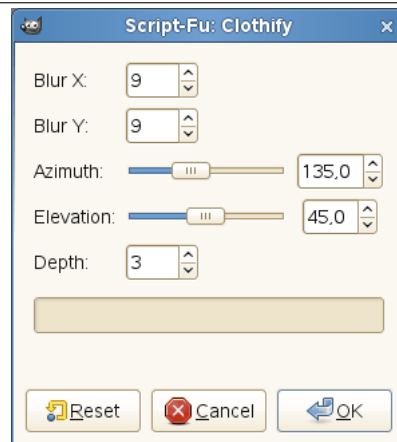 Script-Fu: Clothify
Blur X: 9
Blur Y: 9
Azimuth: 135,0
Elevation: 45,0
Depth: 3
Reset Cancel OK